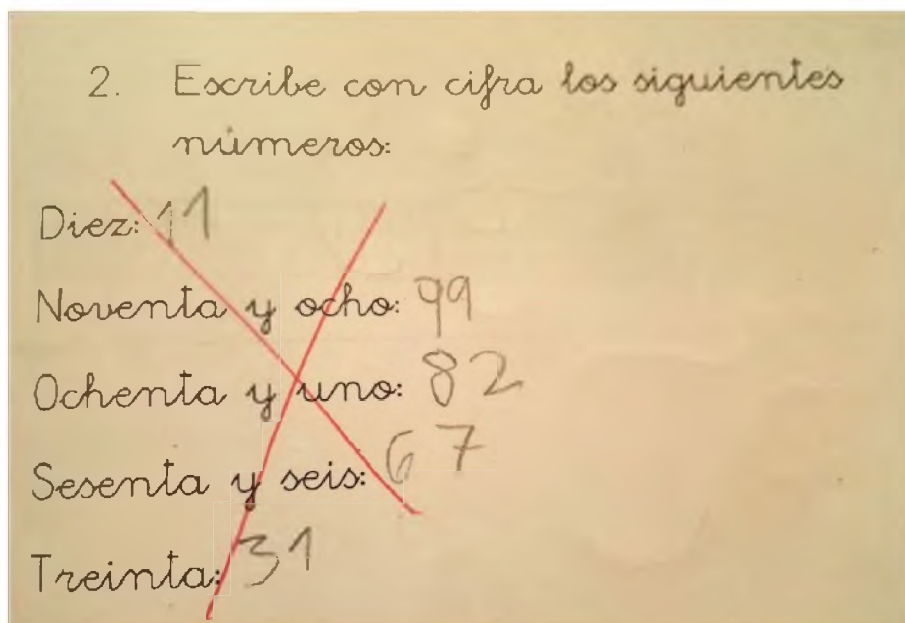 2. Escribe con cifra los siguientes
números:
Diez: 11
Noventa y ocho: 99
Ochenta y uno: 82
Sesenta y seis: 67
Treinta: 31